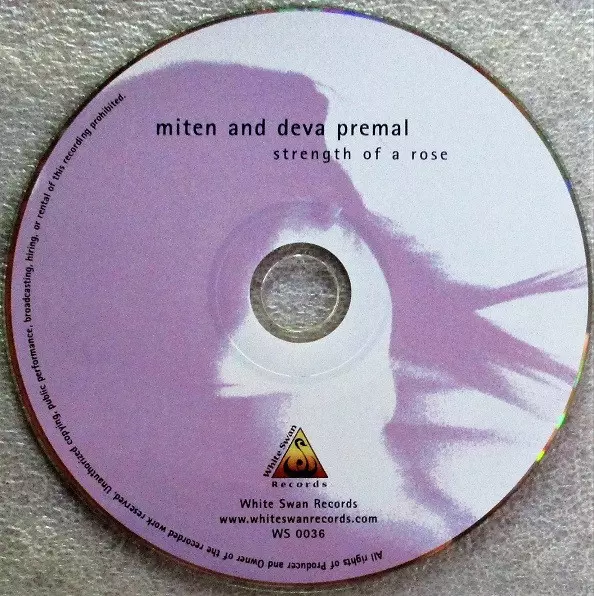 miten and deva premal
strength of a rose
White Swan
Records
White Swan Records
www.whiteswanrecords.com
WS 0036
All rights of Producer and Owner of the recorded work reserved. Unauthorized copying, public performance, broadcasting, hiring, or rental of this recording prohibited.